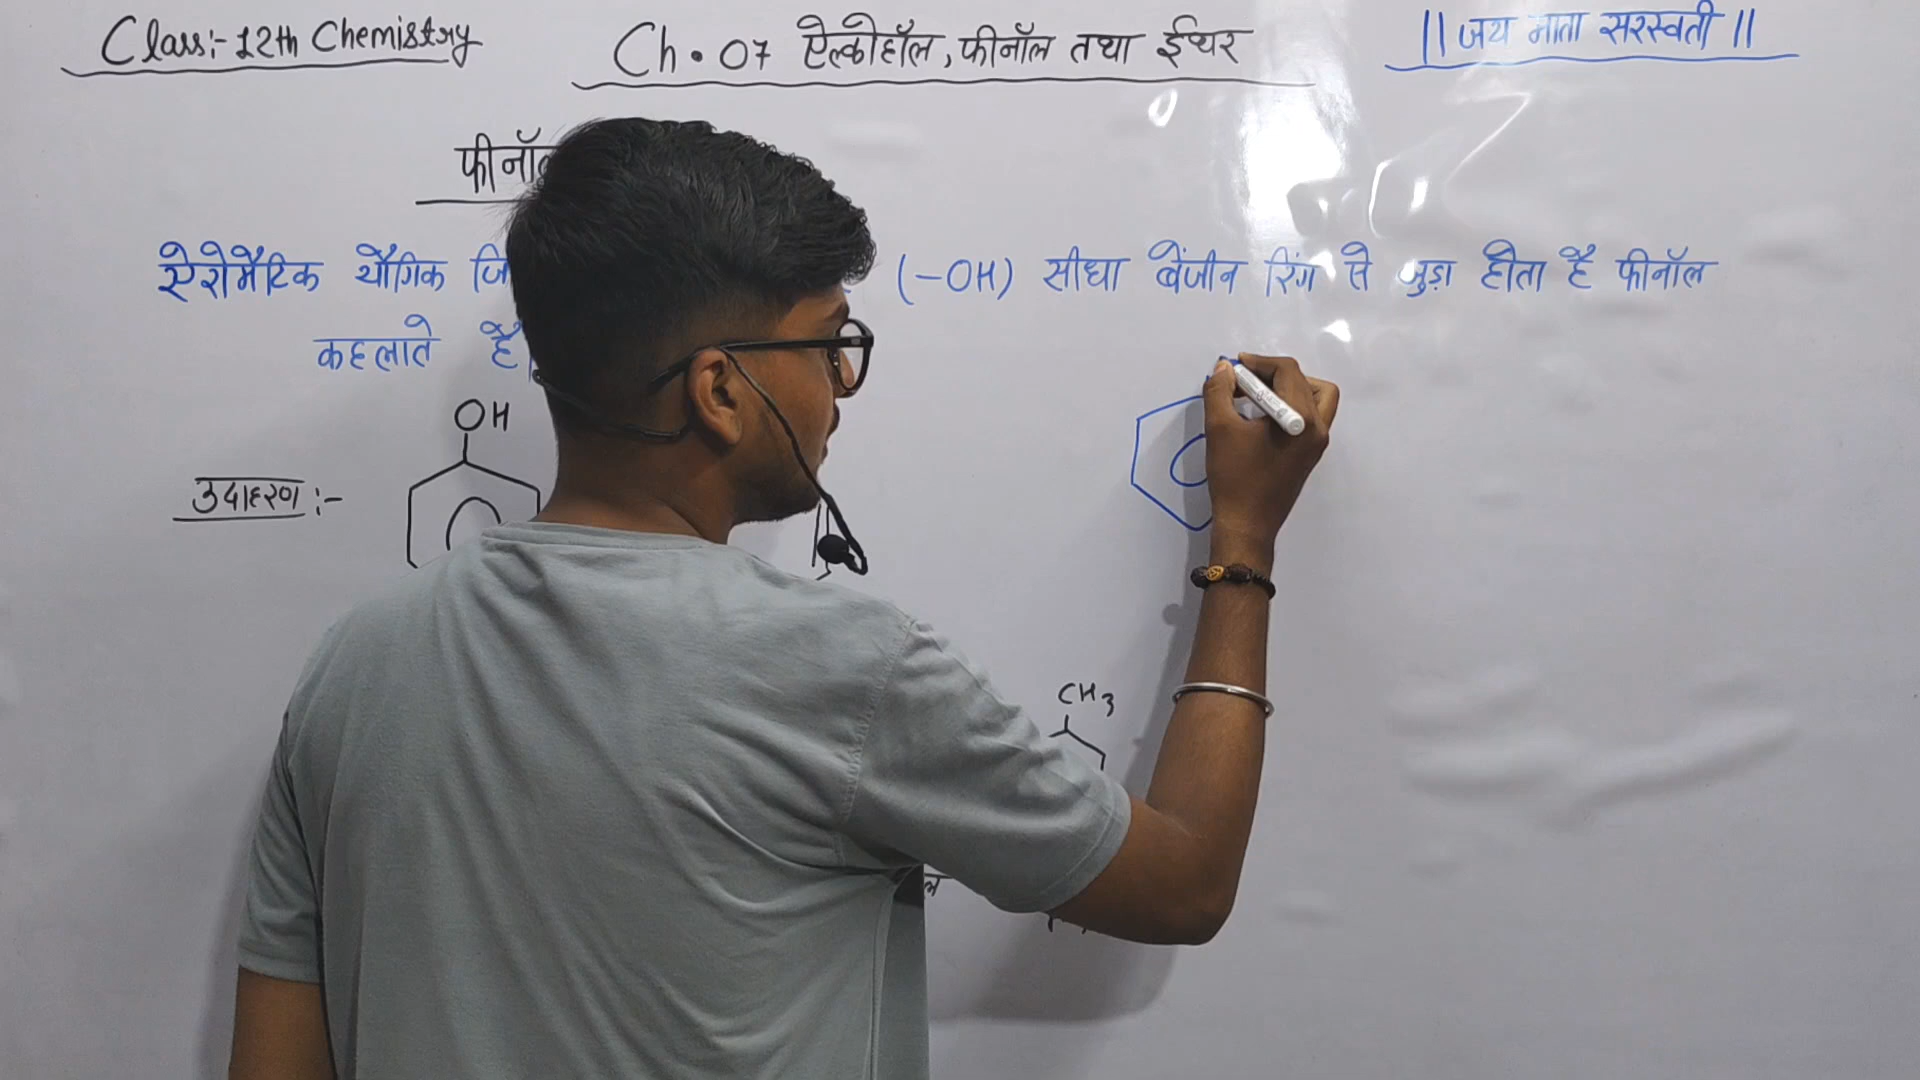 Class:- 12th Chemistry
Ch. 07 ऐल्कोहॉल, फीनॉल तथा ईथर
|| जय माता सरस्वती ||
ऐरोमैटिक यौगिक (-OH) सीधा बेंजीन रिंग से जुड़ा होता है फीनॉल
कहलाते है
OH
उदाहरण :-
CH3